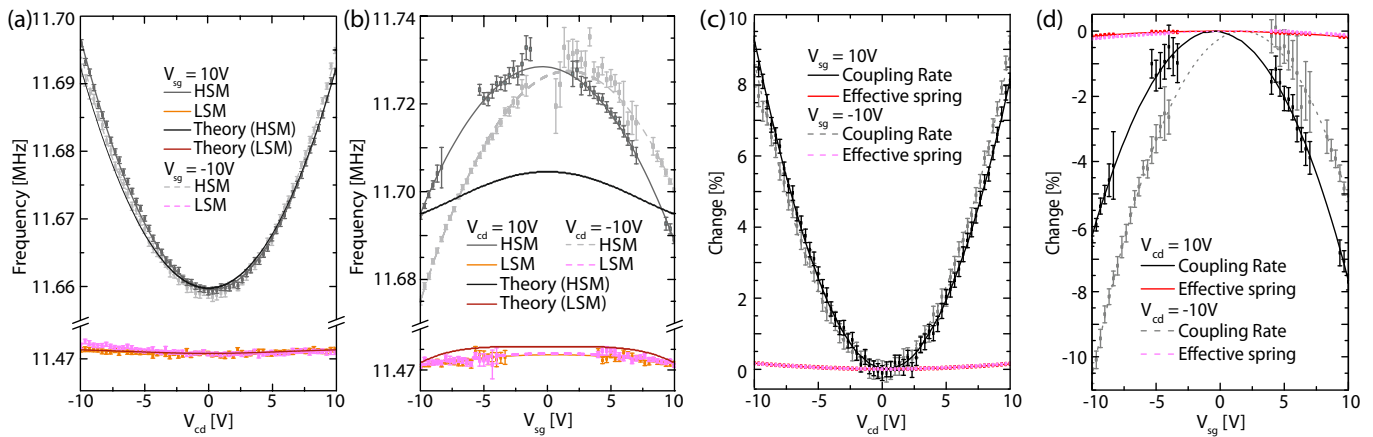 (a)
11.70
11.69
11.68
11.67
11.66
11.47
Frequency [MHz]
V_sg = 10V
HSM
LSM
Theory (HSM)
Theory (LSM)
V_sg = -10V
HSM
LSM
-10
-5
0
5
10
V_cd [V]
(b)
11.74
11.72
11.70
11.68
11.47
Frequency [MHz]
V_cd = 10V
V_cd = -10V
HSM
HSM
LSM
LSM
Theory (HSM)
Theory (LSM)
-10
-5
0
5
10
V_sg [V]
(c)
10
8
6
4
2
0
Change [%]
V_sg = 10V
Coupling Rate
Effective spring
V_sg = -10V
Coupling Rate
Effective spring
-10
-5
0
5
10
V_cd [V]
(d)
0
-2
-4
-6
-8
-10
Change [%]
V_cd = 10V
Coupling Rate
Effective spring
V_cd = -10V
Coupling Rate
Effective spring
-10
-5
0
5
10
V_sg [V]